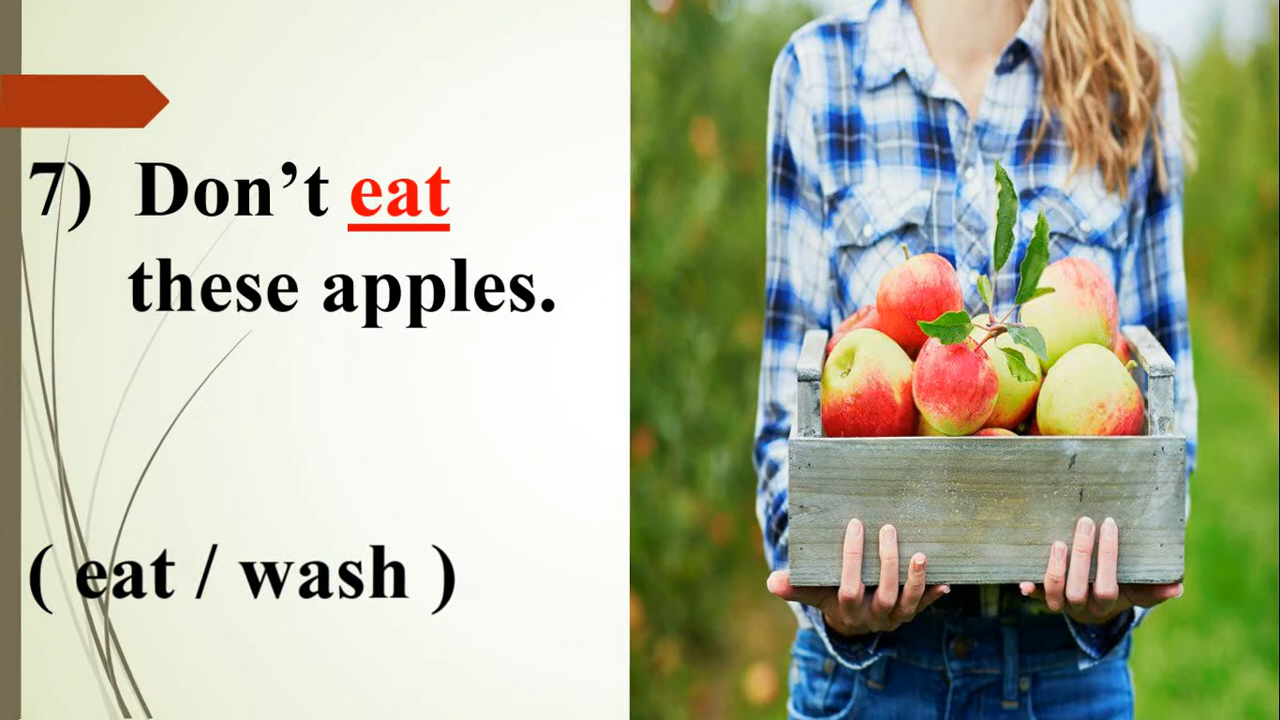 7) Don’t eat
these apples.
( eat / wash )